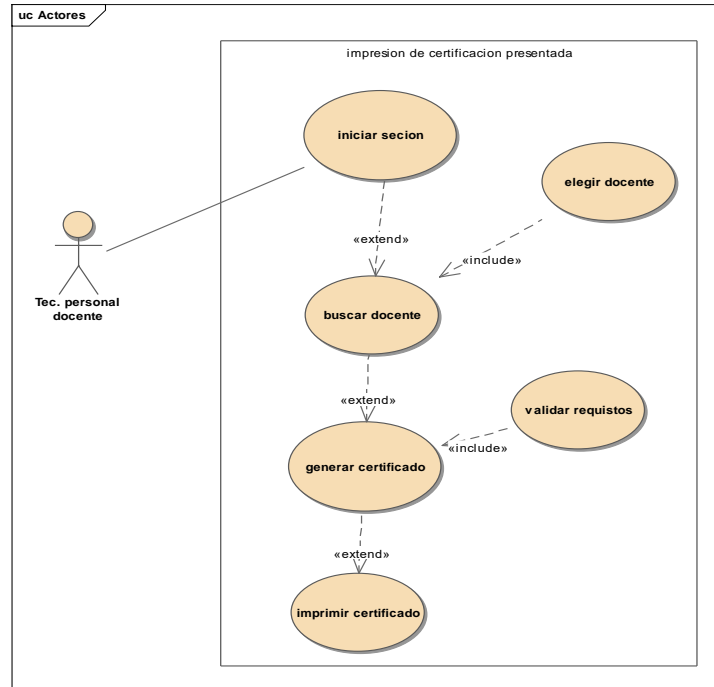 uc Actores
impresion de certificacion presentada
iniciar secion
elegir docente
«extend»
«include»
Tec. personal
docente
buscar docente
«extend»
validar requistos
«include»
generar certificado
«extend»
imprimir certificado